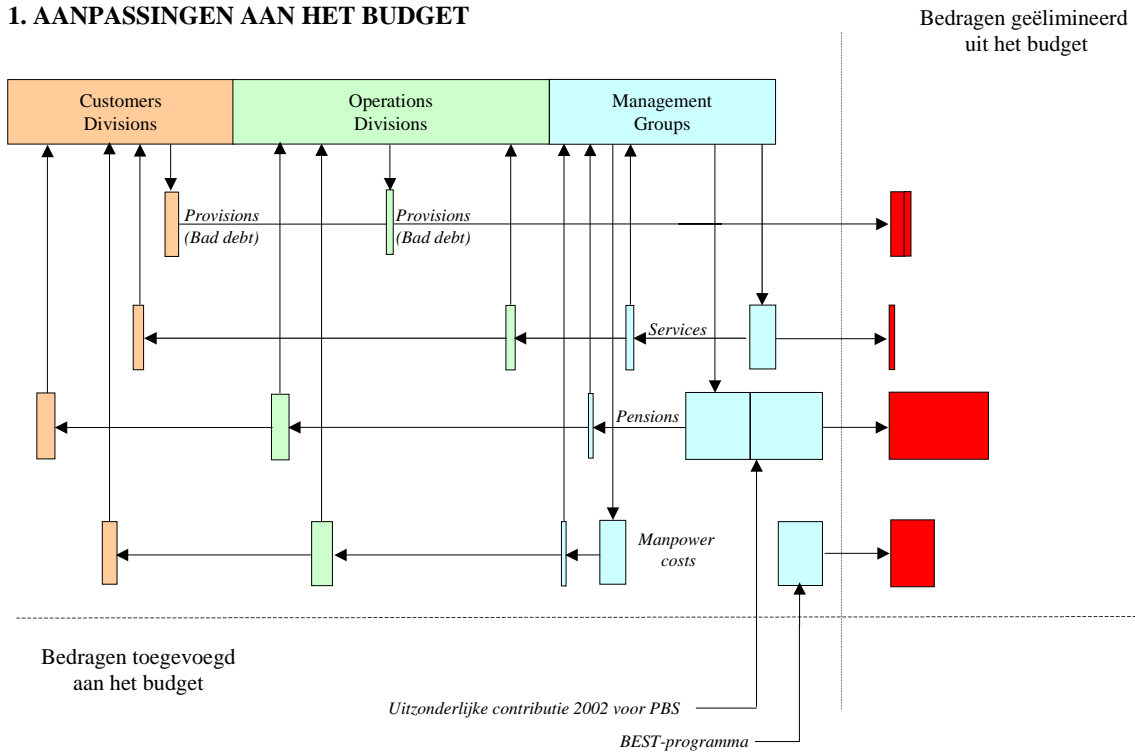 1. AANPASSINGEN AAN HET BUDGET
Bedragen geëlimineerd
uit het budget
Customers
Divisions
Operations
Divisions
Management
Groups
Provisions
(Bad debt)
Provisions
(Bad debt)
Services
Pensions
Manpower
costs
Bedragen toegevoegd
aan het budget
Uitzonderlijke contributie 2002 voor PBS
BEST-programma